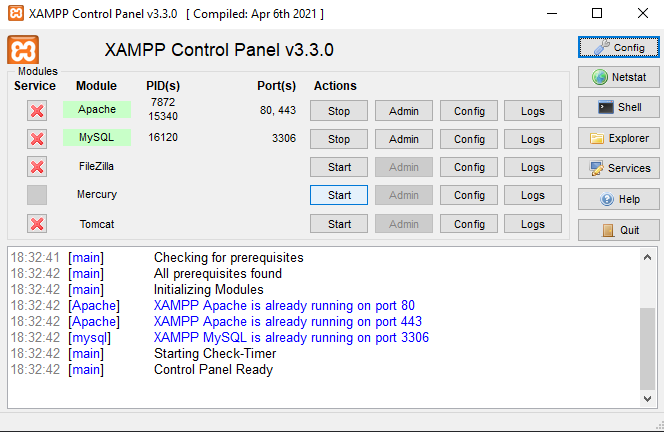 XAMPP Control Panel v3.3.0 [ Compiled: Apr 6th 2021 ]
XAMPP Control Panel v3.3.0
Config
Modules
Service Module PID(s) Port(s) Actions
Netstat
Apache 7872 15340 80, 443 Stop Admin Config Logs
Shell
MySQL 16120 3306 Stop Admin Config Logs
Explorer
FileZilla Start Admin Config Logs
Services
Mercury Start Admin Config Logs
Help
Tomcat Start Admin Config Logs
Quit
18:32:41 [main] Checking for prerequisites
18:32:42 [main] All prerequisites found
18:32:42 [main] Initializing Modules
18:32:42 [Apache] XAMPP Apache is already running on port 80
18:32:42 [Apache] XAMPP Apache is already running on port 443
18:32:42 [mysql] XAMPP MySQL is already running on port 3306
18:32:42 [main] Starting Check-Timer
18:32:42 [main] Control Panel Ready